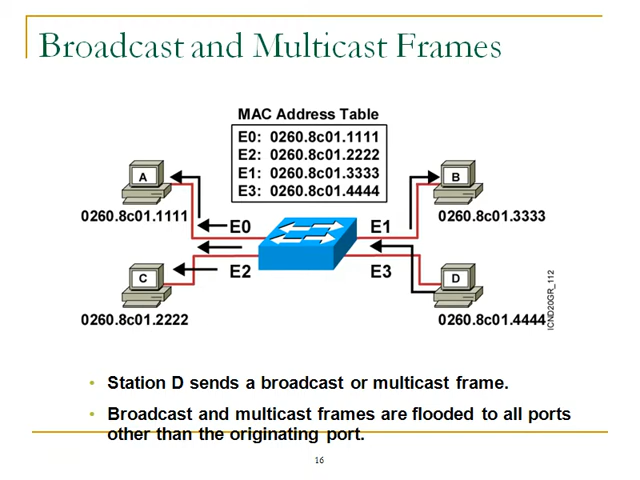 Broadcast and Multicast Frames
MAC Address Table
E0: 0260.8c01.1111
E2: 0260.8c01.2222
E1: 0260.8c01.3333
E3: 0260.8c01.4444
A
B
0260.8c01.1111
E0
E1
0260.8c01.3333
C
E2
E3
D
0260.8c01.2222
0260.8c01.4444
ICND20GR_112
• Station D sends a broadcast or multicast frame.
• Broadcast and multicast frames are flooded to all ports
other than the originating port.
16